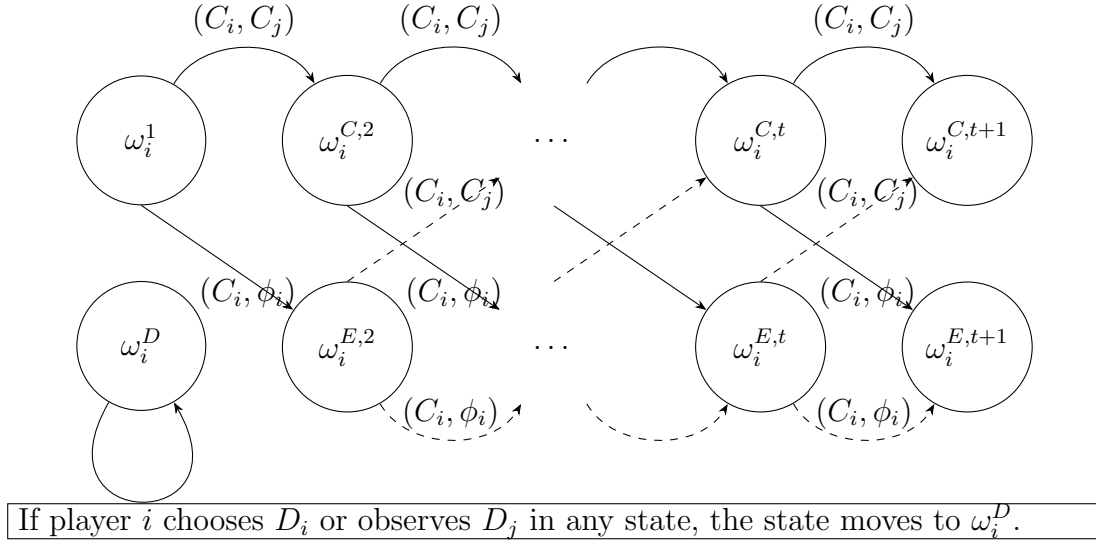 (C_i, C_j) (C_i, C_j) (C_i, C_j)
ω_i^1 ω_i^{C,2} ⋯ ω_i^{C,t} ω_i^{C,t+1}
(C_i, C_j) (C_i, C_j)
(C_i, ϕ_i) (C_i, ϕ_i) (C_i, ϕ_i)
ω_i^D ω_i^{E,2} ⋯ ω_i^{E,t} ω_i^{E,t+1}
(C_i, ϕ_i) (C_i, ϕ_i)
If player i chooses D_i or observes D_j in any state, the state moves to ω_i^D.